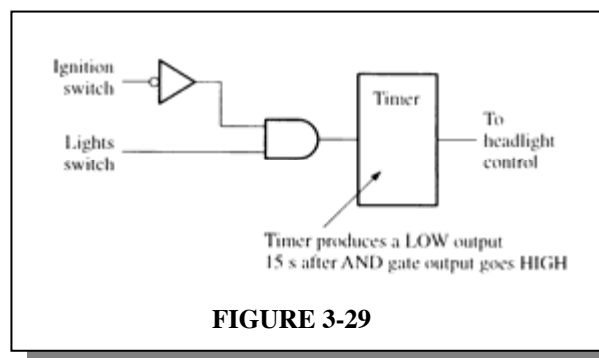 Ignition
switch
Lights
switch
Timer
To
headlight
control
Timer produces a LOW output
15 s after AND gate output goes HIGH
FIGURE 3-29